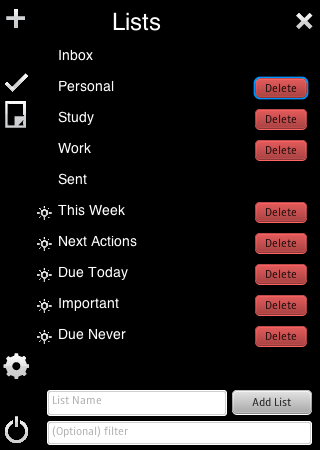 Lists
Inbox
Personal Delete
Study Delete
Work Delete
Sent
This Week Delete
Next Actions Delete
Due Today Delete
Important Delete
Due Never Delete
List Name Add List
(Optional) filter